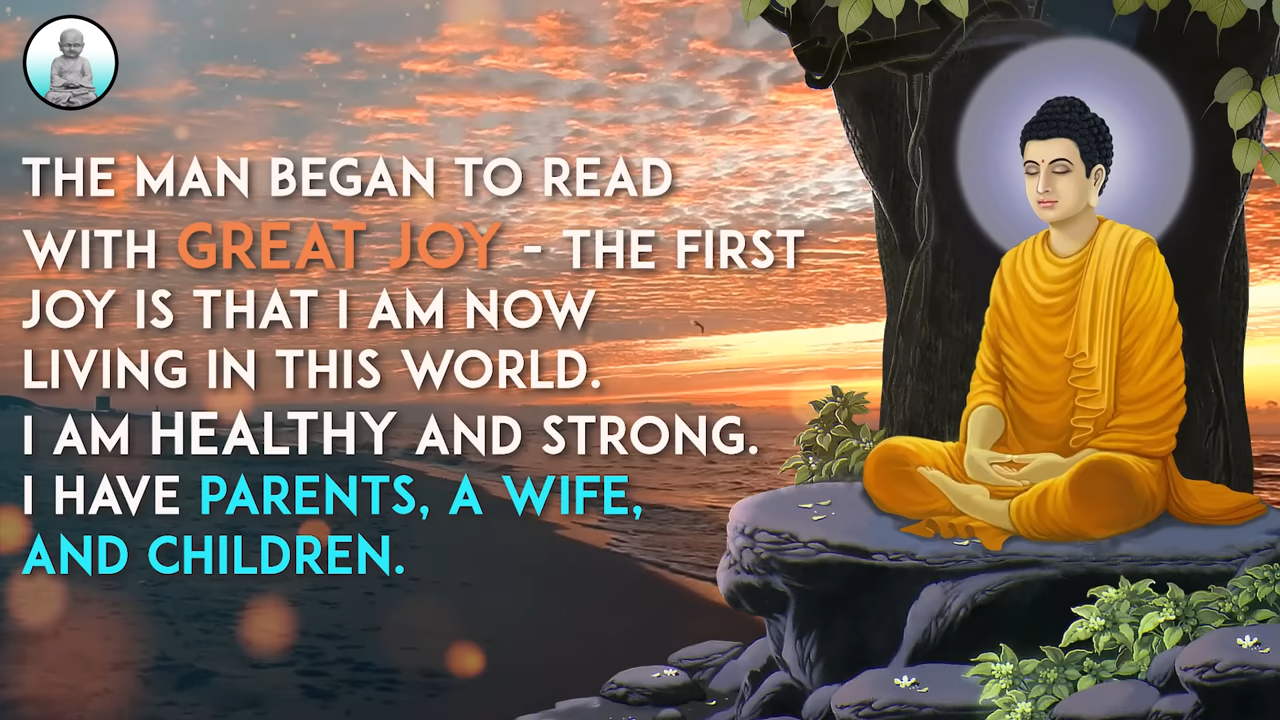 THE MAN BEGAN TO READ
WITH GREAT JOY - THE FIRST
JOY IS THAT I AM NOW
LIVING IN THIS WORLD.
I AM HEALTHY AND STRONG.
I HAVE PARENTS, A WIFE,
AND CHILDREN.